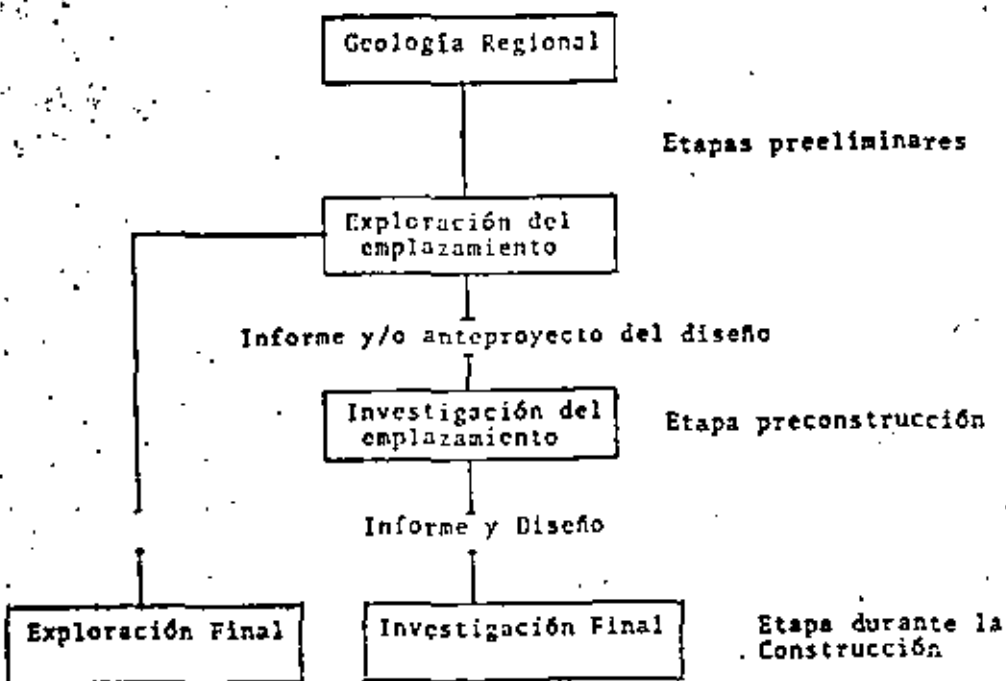 Geología Regional
Etapas preeliminares
Exploración del
emplazamiento
Informe y/o anteproyecto del diseño
Investigación del
emplazamiento
Etapa preconstrucción
Informe y Diseño
Exploración Final
Investigación Final
Etapa durante la
Construcción